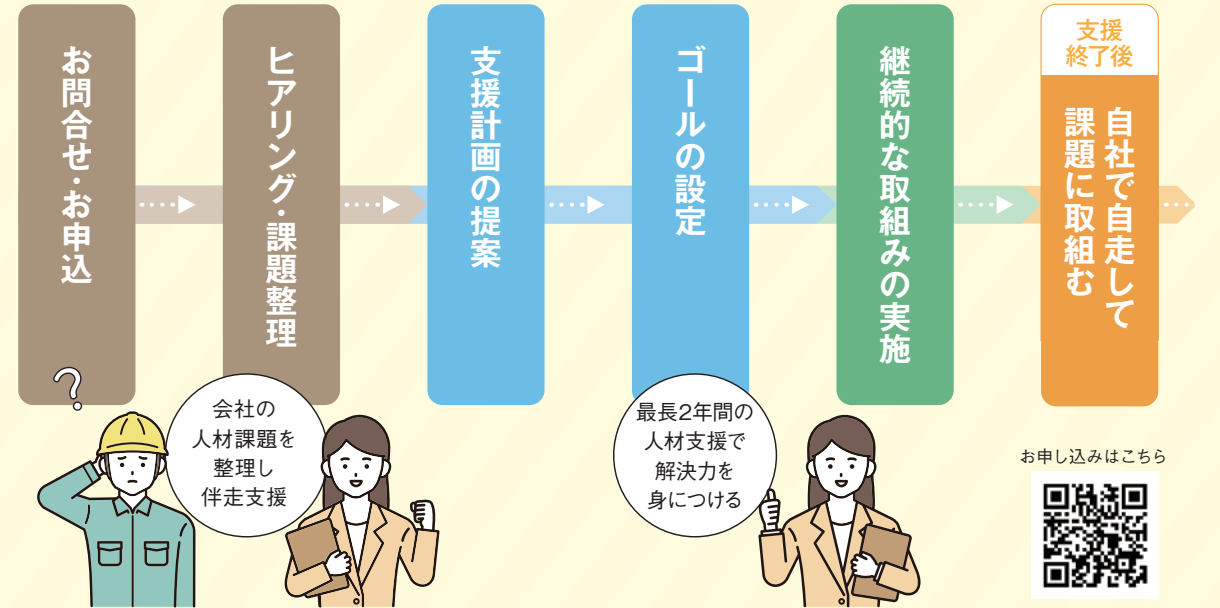 お問合せ・お申込
ヒアリング・課題整理
支援計画の提案
ゴールの設定
継続的な取組みの実施
支援
終了後
自社で自走して
課題に取組む
?
会社の
人材課題を
整理し
伴走支援
最長2年間の
人材支援で
解決力を
身につける
お申し込みはこちら